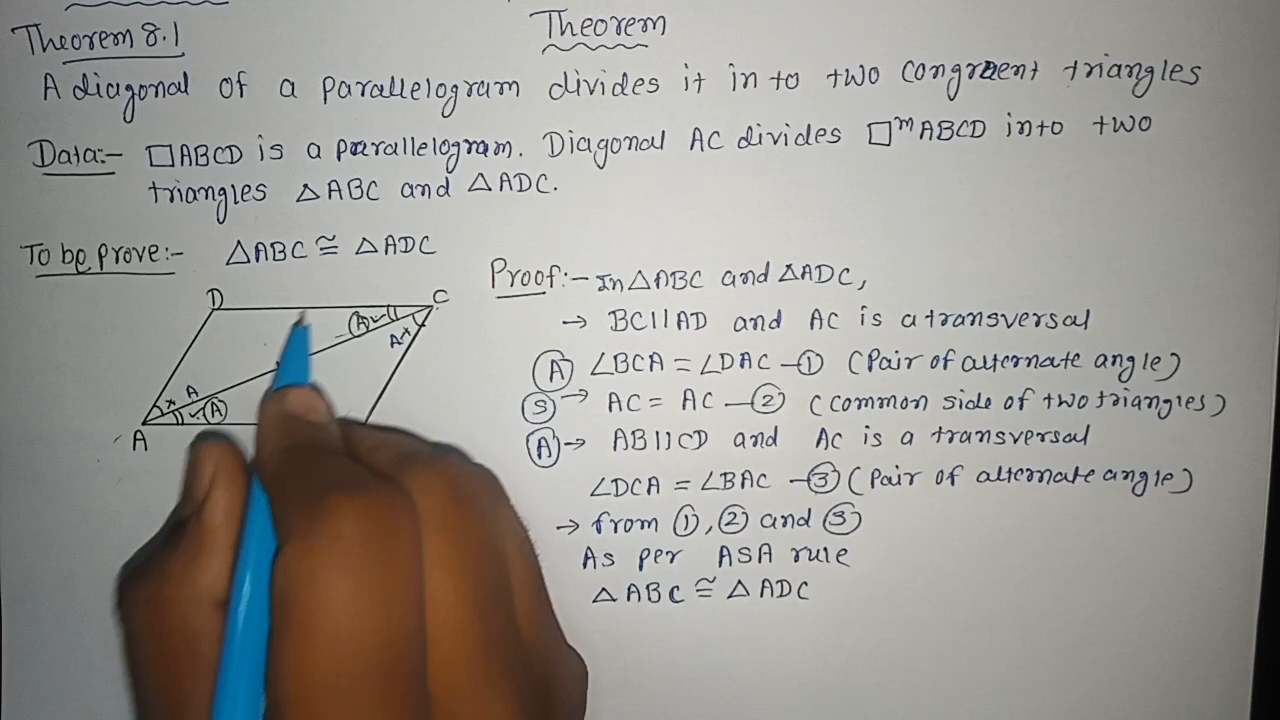 Theorem
Theorem 8.1
A diagonal of a parallelogram divides it in to two congruent triangles
Data:- □ABCD is a parallelogram. Diagonal AC divides □ᵐABCD into two
triangles △ABC and △ADC.
To be prove:- △ABC ≅ △ADC
D C
A
A×
× A
A
A
Proof:- In △ABC and △ADC,
→ BC||AD and AC is a transversal
(A) ∠BCA = ∠DAC —① (Pair of alternate angle)
(S) → AC = AC —② (common side of two triangles)
(A) → AB||CD and AC is a transversal
∠DCA = ∠BAC —③ (Pair of alternate angle)
→ from ①, ② and ③
As per ASA rule
△ABC ≅ △ADC